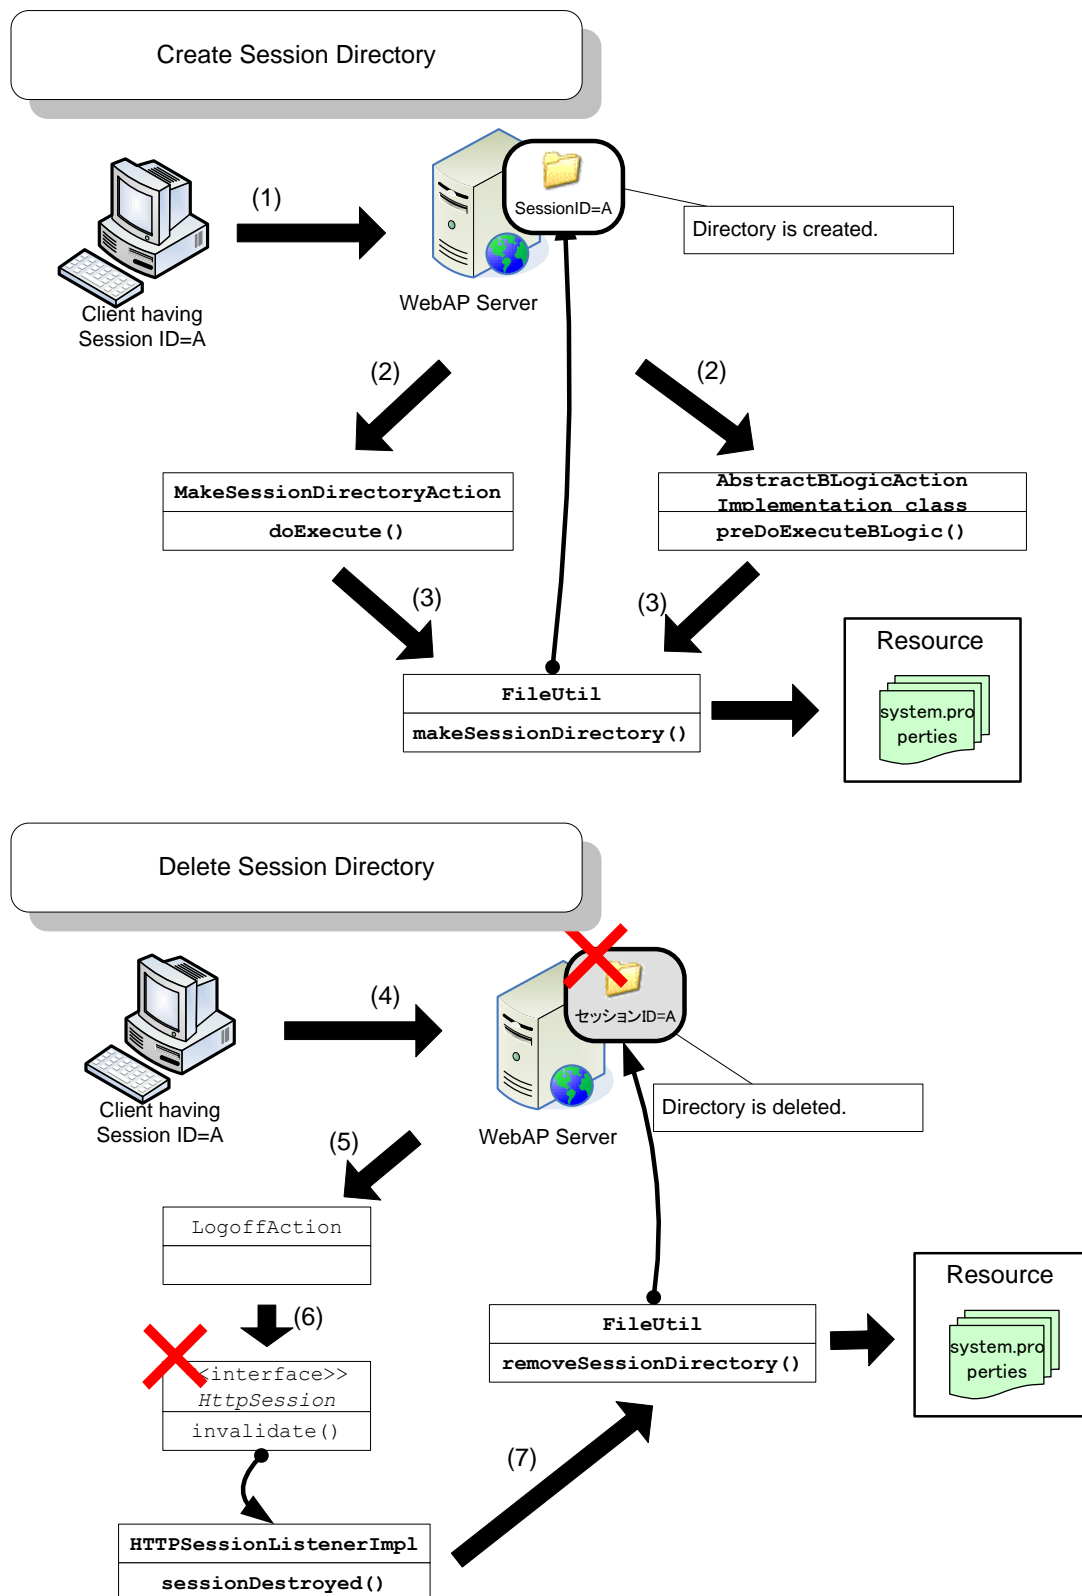 Create Session Directory
(1)
SessionID=A
Directory is created.
WebAP Server
Client having
Session ID=A
(2)
(2)
MakeSessionDirectoryAction
doExecute()
AbstractBLogicAction
Implementation class
preDoExecuteBLogic()
(3)
(3)
FileUtil
makeSessionDirectory()
Resource
system.pro
perties
Delete Session Directory
(4)
セッションID=A
Directory is deleted.
Client having
Session ID=A
WebAP Server
(5)
LogoffAction
(6)
<interface>>
HttpSession
invalidate()
FileUtil
removeSessionDirectory()
Resource
system.pro
perties
(7)
HTTPSessionListenerImpl
sessionDestroyed()